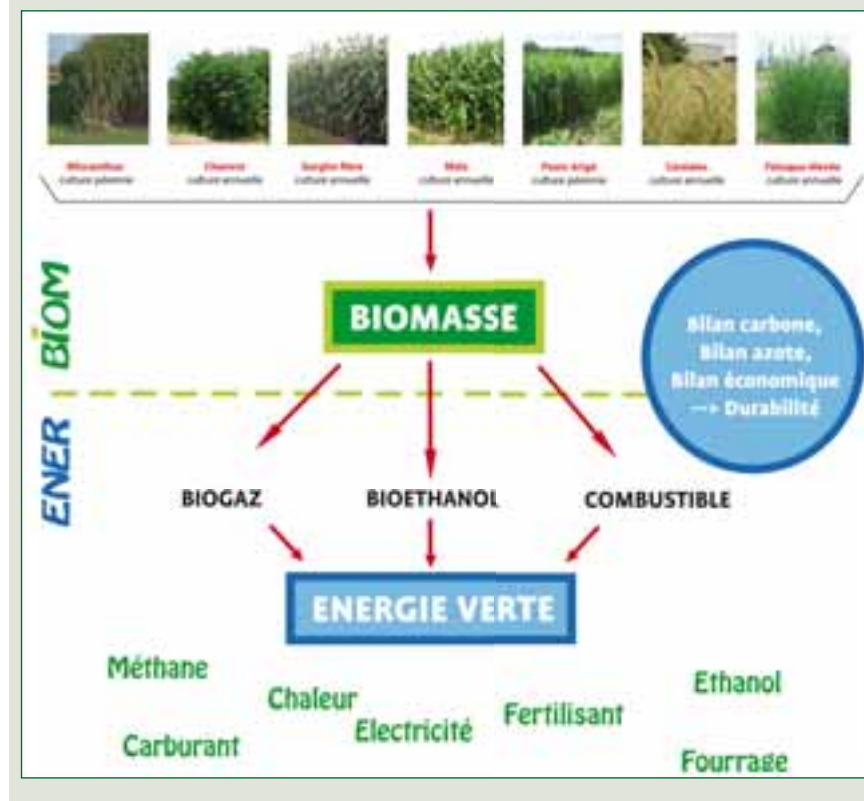 Miscanthus
culture pérenne
Chanvre
culture annuelle
Sorgho fibre
culture annuelle
Maïs
culture annuelle
culture pérenne
Céréales
culture annuelle
culture annuelle
BIOM
BIOMASSE
Bilan carbone,
Bilan azote,
Bilan économique
—> Durabilité
ENER
BIOGAZ
BIOETHANOL
COMBUSTIBLE
ENERGIE VERTE
Méthane
Chaleur
Ethanol
Fertilisant
Electricité
Carburant
Fourrage